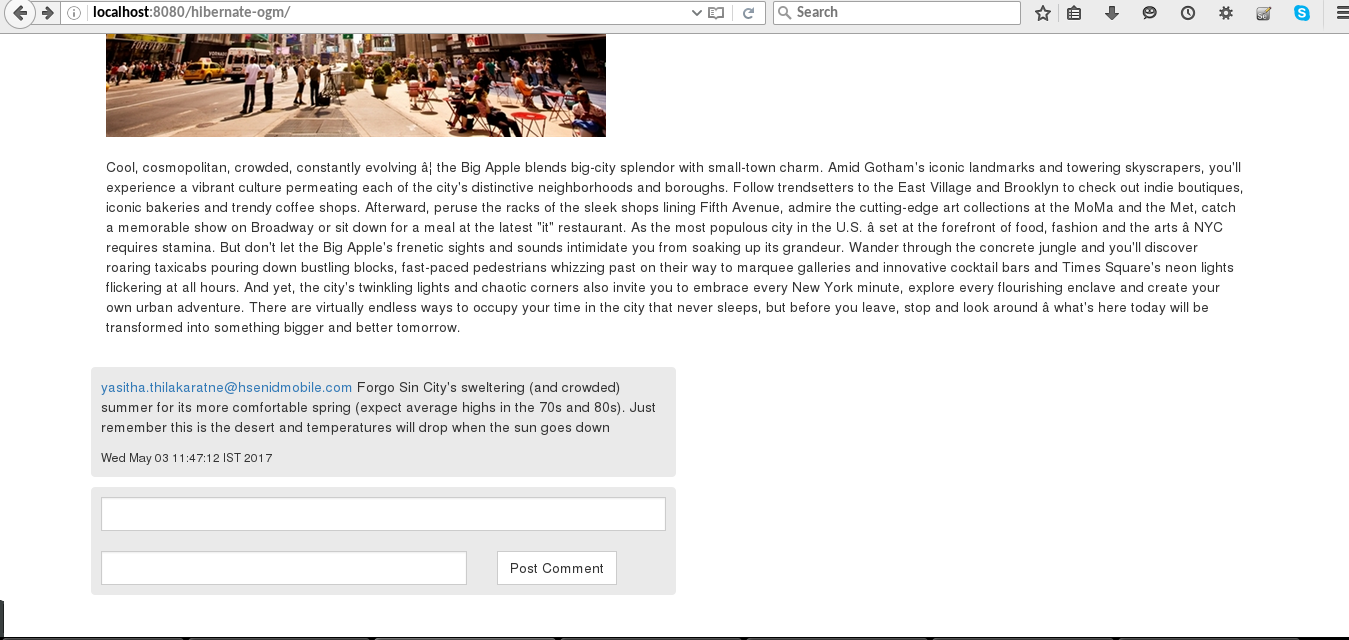 localhost:8080/hibernate-ogm/
Search
Cool, cosmopolitan, crowded, constantly evolving â¦ the Big Apple blends big-city splendor with small-town charm. Amid Gotham's iconic landmarks and towering skyscrapers, you'll
experience a vibrant culture permeating each of the city's distinctive neighborhoods and boroughs. Follow trendsetters to the East Village and Brooklyn to check out indie boutiques,
iconic bakeries and trendy coffee shops. Afterward, peruse the racks of the sleek shops lining Fifth Avenue, admire the cutting-edge art collections at the MoMa and the Met, catch
a memorable show on Broadway or sit down for a meal at the latest "it" restaurant. As the most populous city in the U.S. â set at the forefront of food, fashion and the arts â NYC
requires stamina. But don't let the Big Apple's frenetic sights and sounds intimidate you from soaking up its grandeur. Wander through the concrete jungle and you'll discover
roaring taxicabs pouring down bustling blocks, fast-paced pedestrians whizzing past on their way to marquee galleries and innovative cocktail bars and Times Square's neon lights
flickering at all hours. And yet, the city's twinkling lights and chaotic corners also invite you to embrace every New York minute, explore every flourishing enclave and create your
own urban adventure. There are virtually endless ways to occupy your time in the city that never sleeps, but before you leave, stop and look around â what's here today will be
transformed into something bigger and better tomorrow.
yasitha.thilakaratne@hsenidmobile.com Forgo Sin City's sweltering (and crowded)
summer for its more comfortable spring (expect average highs in the 70s and 80s). Just
remember this is the desert and temperatures will drop when the sun goes down
Wed May 03 11:47:12 IST 2017
Post Comment